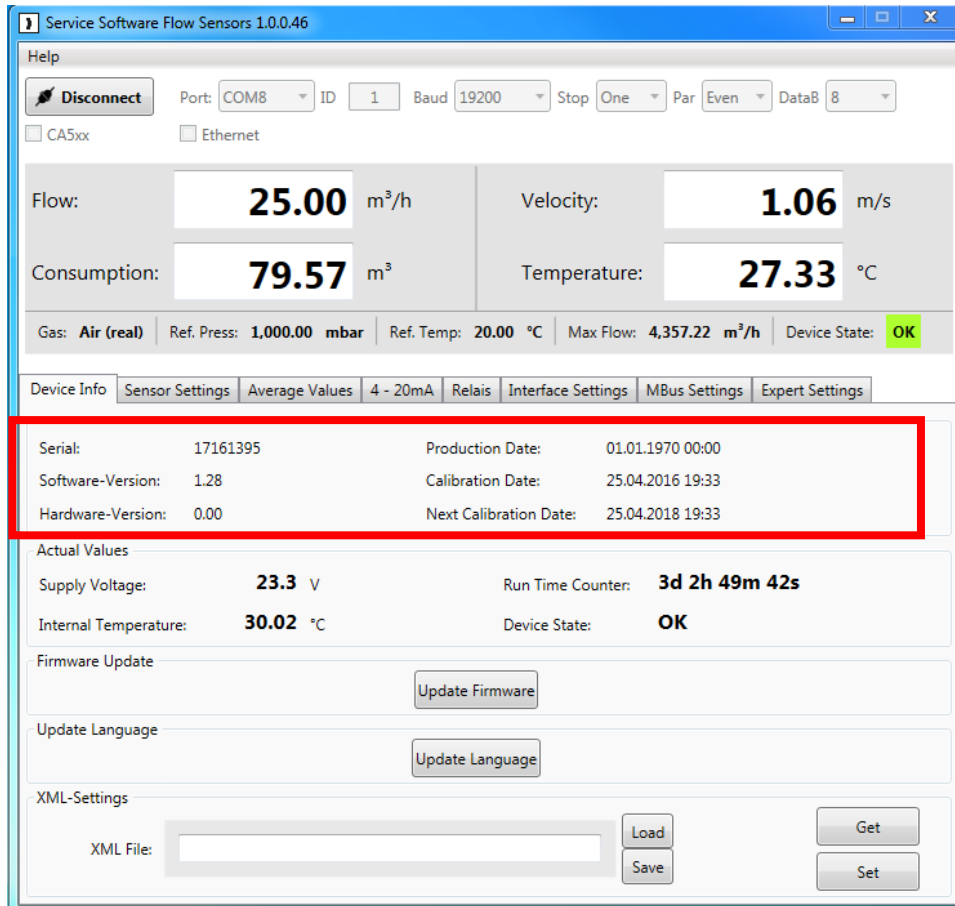 Service Software Flow Sensors 1.0.0.46
Help
Disconnect Port: COM8 ID 1 Baud 19200 Stop One Par Even DataB 8
CA5xx Ethernet
Flow: 25.00 m³/h Velocity: 1.06 m/s
Consumption: 79.57 m³ Temperature: 27.33 °C
Gas: Air (real) Ref. Press: 1,000.00 mbar Ref. Temp: 20.00 °C Max Flow: 4,357.22 m³/h Device State: OK
Device Info Sensor Settings Average Values 4 - 20mA Relais Interface Settings MBus Settings Expert Settings
Serial: 17161395 Production Date: 01.01.1970 00:00
Software-Version: 1.28 Calibration Date: 25.04.2016 19:33
Hardware-Version: 0.00 Next Calibration Date: 25.04.2018 19:33
Actual Values
Supply Voltage: 23.3 V Run Time Counter: 3d 2h 49m 42s
Internal Temperature: 30.02 °C Device State: OK
Firmware Update
Update Firmware
Update Language
Update Language
XML-Settings
XML File: Load Get
Save Set